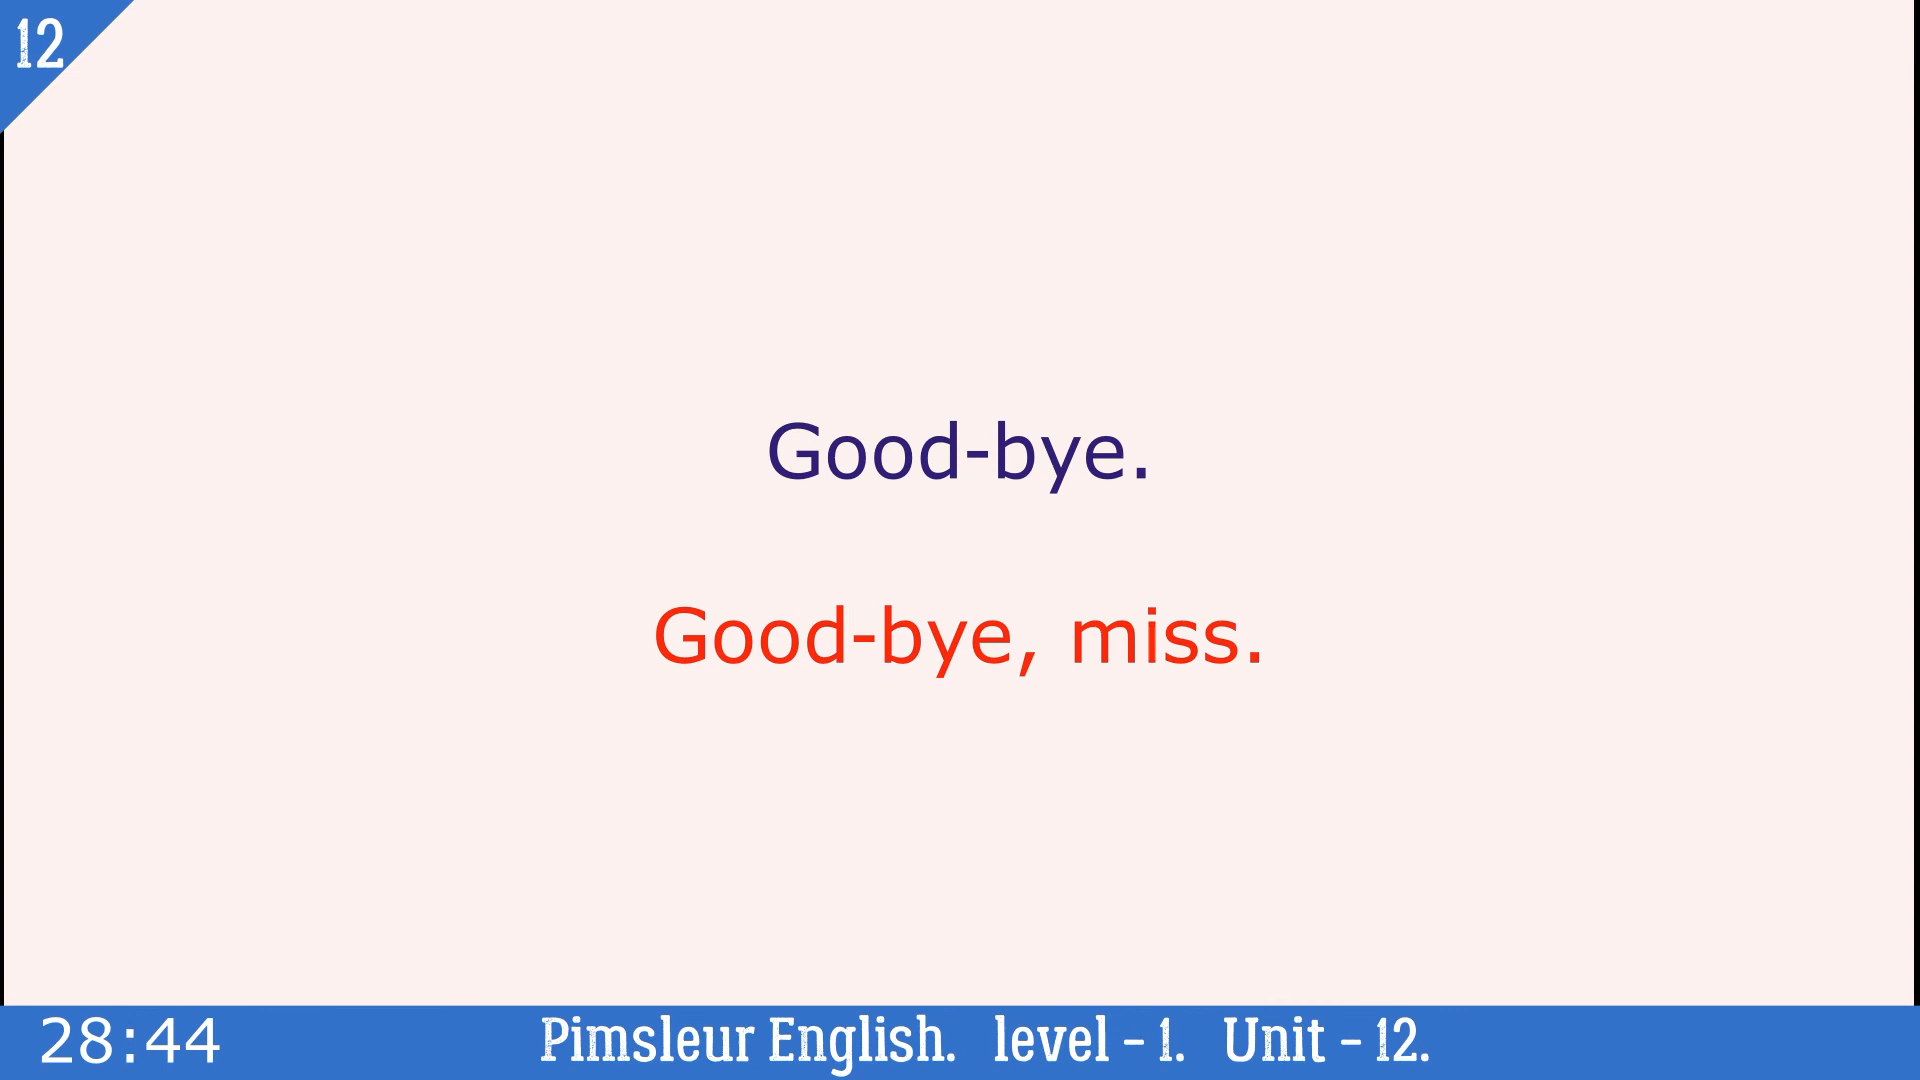 12
Good-bye.
Good-bye, miss.
28:44 Pimsleur English. level - 1. Unit - 12.